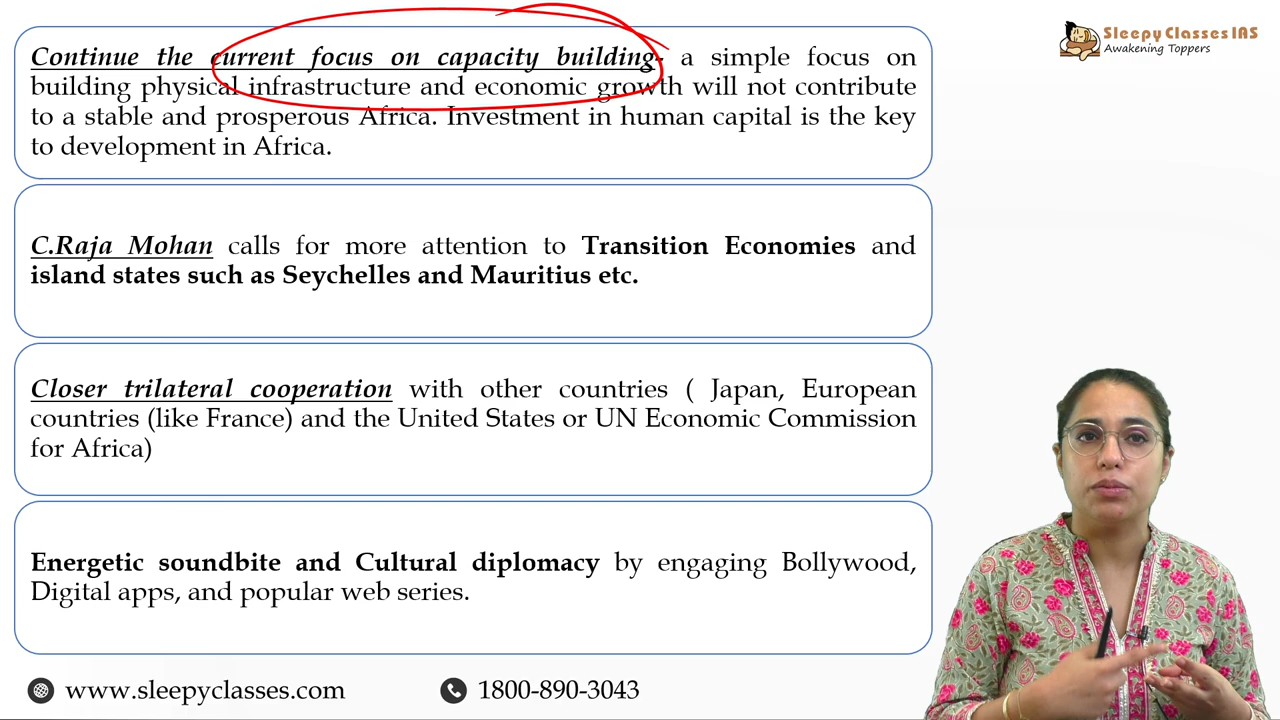 Sleepy Classes IAS
Awakening Toppers
Continue the current focus on capacity building- a simple focus on
building physical infrastructure and economic growth will not contribute
to a stable and prosperous Africa. Investment in human capital is the key
to development in Africa.
C.Raja Mohan calls for more attention to Transition Economies and
island states such as Seychelles and Mauritius etc.
Closer trilateral cooperation with other countries ( Japan, European
countries (like France) and the United States or UN Economic Commission
for Africa)
Energetic soundbite and Cultural diplomacy by engaging Bollywood,
Digital apps, and popular web series.
www.sleepyclasses.com
1800-890-3043